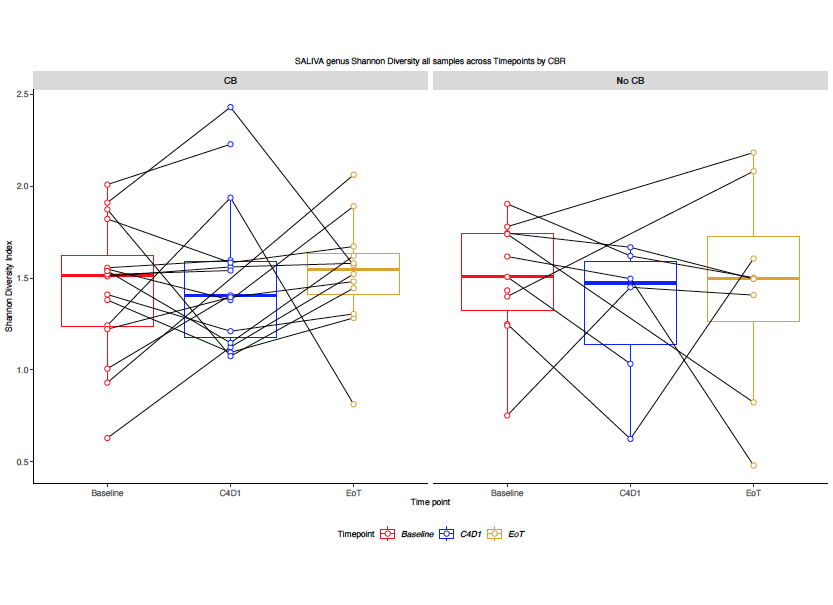 SALIVA genus Shannon Diversity all samples across Timepoints by CBR
CB
No CB
Shannon Diversity Index
2.5
2.0
1.5
1.0
0.5
Baseline
C4D1
EoT
Baseline
C4D1
EoT
Time point
Timepoint Baseline C4D1 EoT